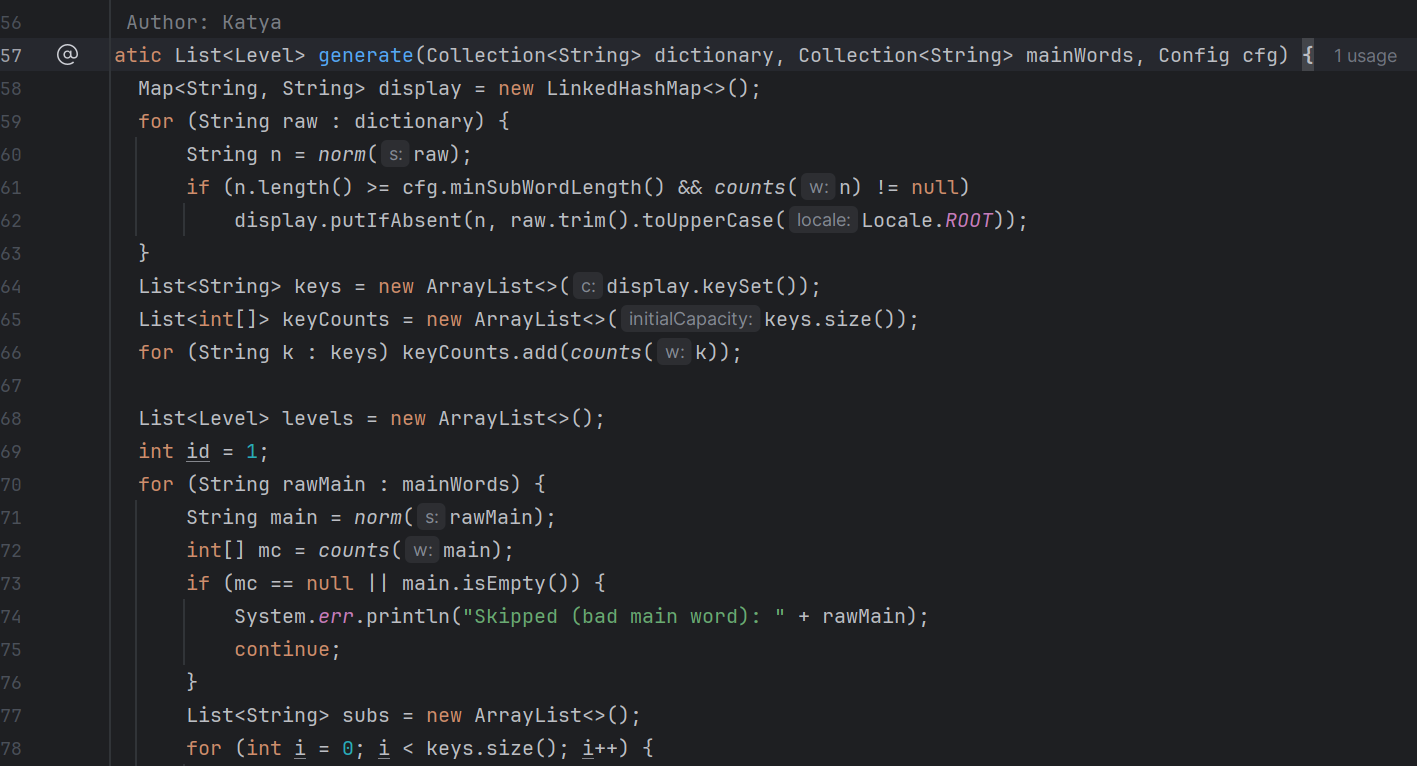 56 Author: Katya
57 @ atic List<Level> generate(Collection<String> dictionary, Collection<String> mainWords, Config cfg) { 1 usage
58 Map<String, String> display = new LinkedHashMap<>();
59 for (String raw : dictionary) {
60 String n = norm( s: raw);
61 if (n.length() >= cfg.minSubWordLength() && counts( w: n) != null)
62 display.putIfAbsent(n, raw.trim().toUpperCase( locale: Locale.ROOT));
63 }
64 List<String> keys = new ArrayList<>( c: display.keySet());
65 List<int[]> keyCounts = new ArrayList<>( initialCapacity: keys.size());
66 for (String k : keys) keyCounts.add(counts( w: k));
67
68 List<Level> levels = new ArrayList<>();
69 int id = 1;
70 for (String rawMain : mainWords) {
71 String main = norm( s: rawMain);
72 int[] mc = counts( w: main);
73 if (mc == null || main.isEmpty()) {
74 System.err.println("Skipped (bad main word): " + rawMain);
75 continue;
76 }
77 List<String> subs = new ArrayList<>();
78 for (int i = 0; i < keys.size(); i++) {